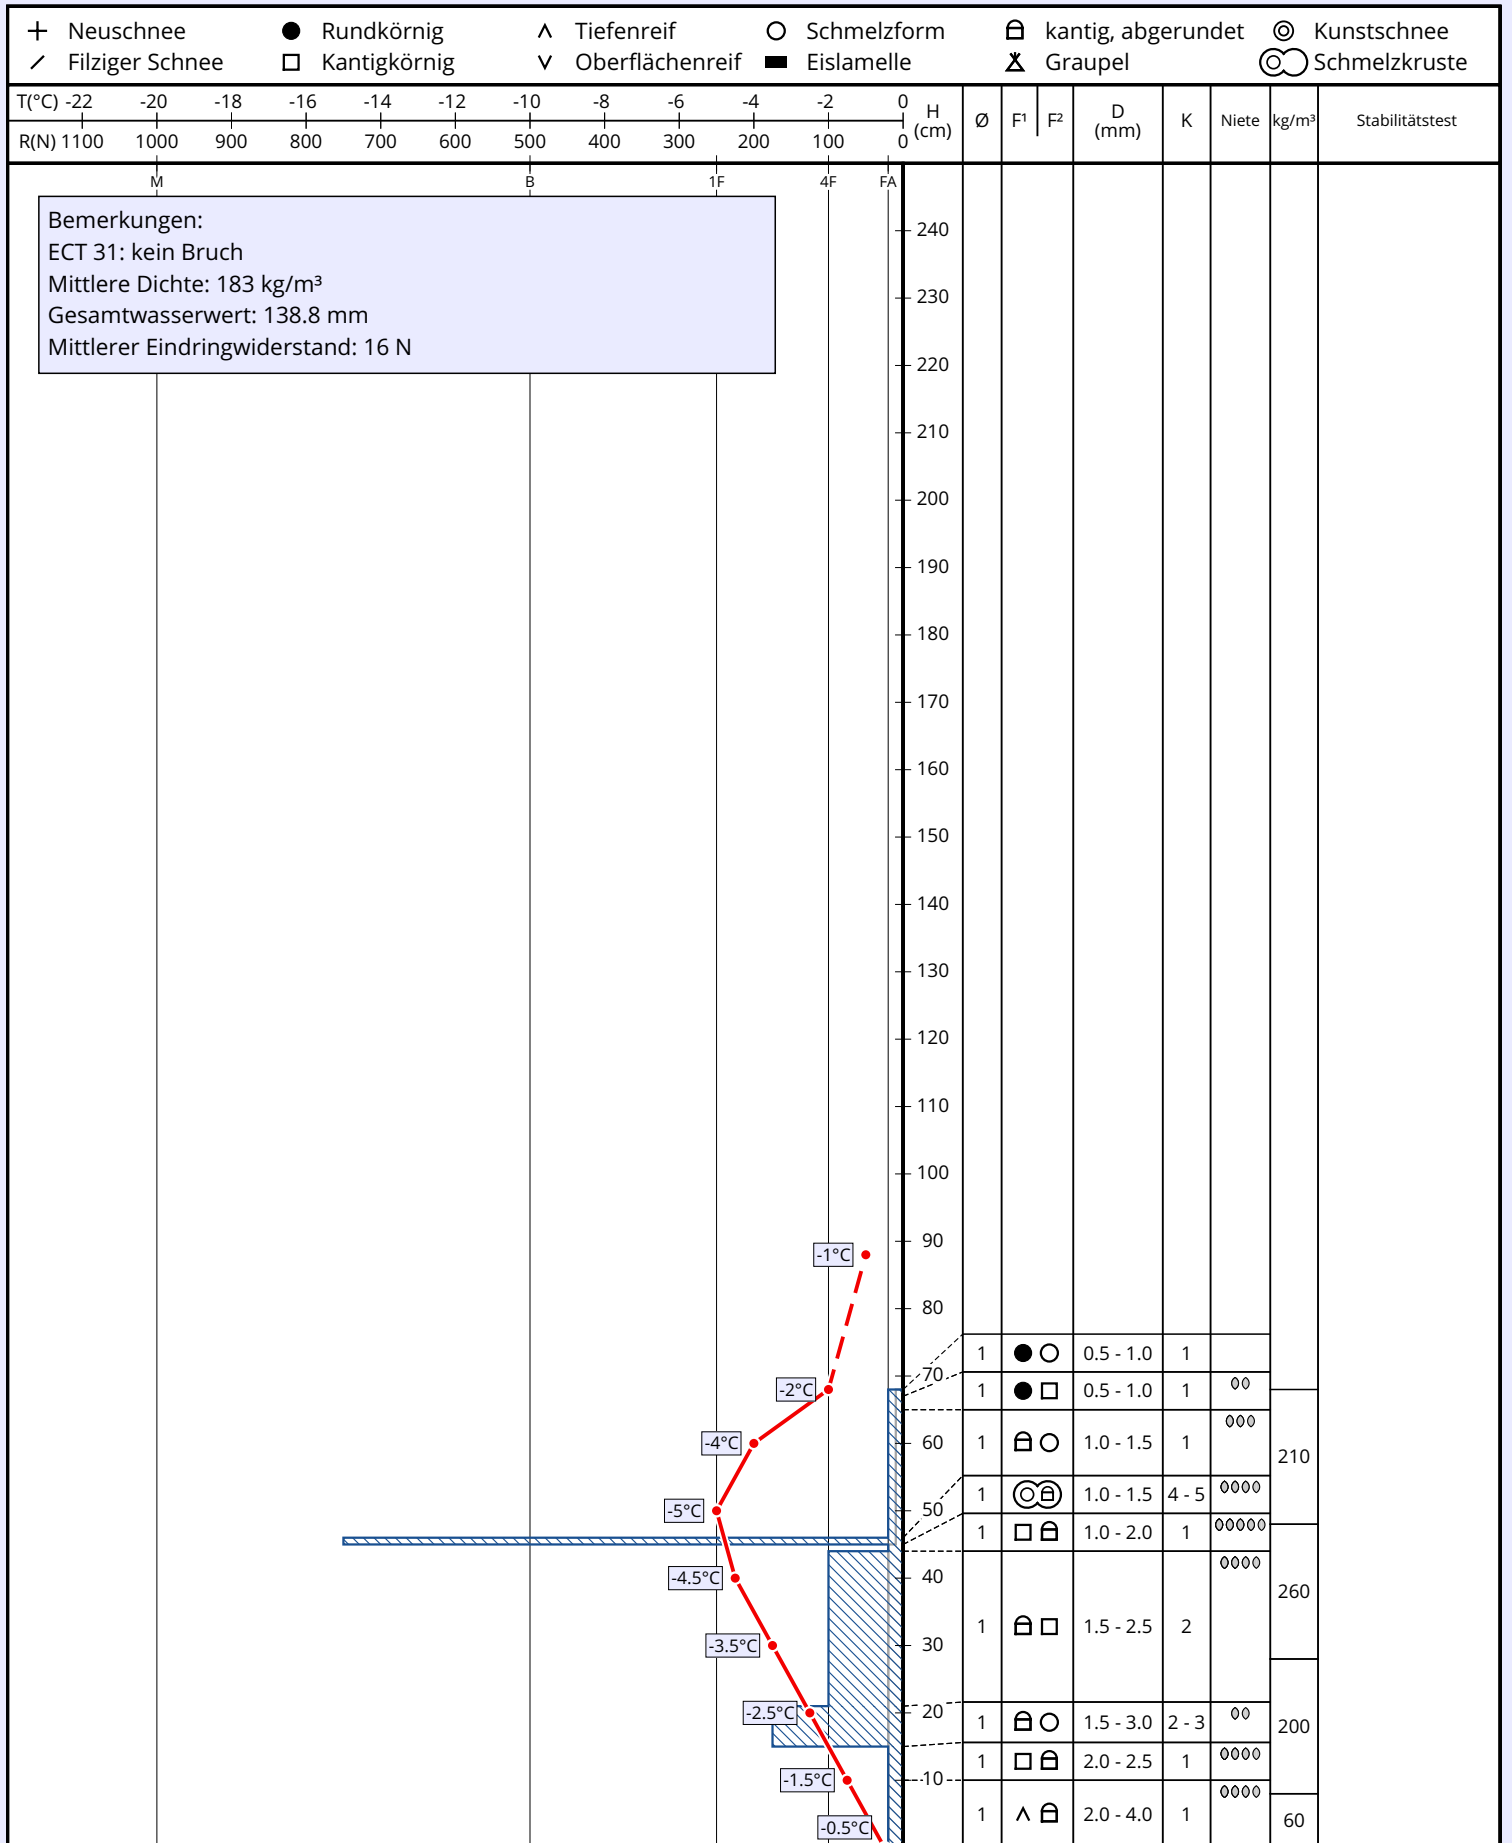 Neuschnee Rundkörnig Tiefenreif Schmelzform kantig, abgerundet Kunstschnee
Filziger Schnee Kantigkörnig Oberflächenreif Eislamelle Graupel Schmelzkruste
T(°C) -22 -20 -18 -16 -14 -12 -10 -8 -6 -4 -2 0
R(N) 1100 1000 900 800 700 600 500 400 300 200 100 0
H (cm) Ø F¹ F² D (mm) K Niete kg/m³ Stabilitätstest
M B 1F 4F FA
Bemerkungen:
ECT 31: kein Bruch
Mittlere Dichte: 183 kg/m³
Gesamtwasserwert: 138.8 mm
Mittlerer Eindringwiderstand: 16 N
240
230
220
210
200
190
180
170
160
150
140
130
120
110
100
90
-1°C
80
1 0.5 - 1.0 1
70
-2°C 1 0.5 - 1.0 1
-4°C 60 1 1.0 - 1.5 1
210
1 1.0 - 1.5 4 - 5
-5°C 50
1 1.0 - 2.0 1
-4.5°C 40
260
1 1.5 - 2.5 2
-3.5°C 30
-2.5°C 20
1 1.5 - 3.0 2 - 3
200
1 2.0 - 2.5 1
-1.5°C 10
1 2.0 - 4.0 1
60
-0.5°C